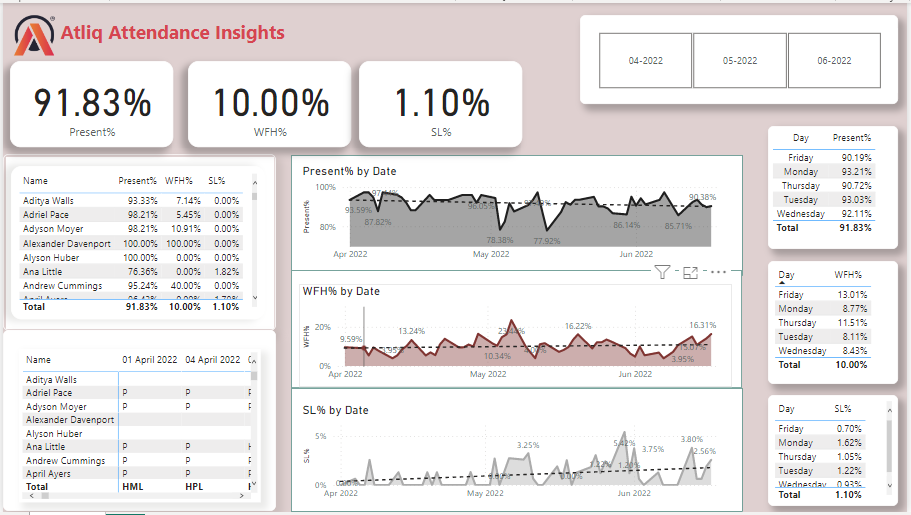 Atliq Attendance Insights
04-2022 05-2022 06-2022
91.83%
Present%
10.00%
WFH%
1.10%
SL%
Name Present% WFH% SL%
Aditya Walls 93.33% 7.14% 0.00%
Adriel Pace 98.21% 5.45% 0.00%
Adyson Moyer 98.21% 10.91% 0.00%
Alexander Davenport 100.00% 100.00% 0.00%
Alyson Huber 100.00% 0.00% 0.00%
Ana Little 76.36% 0.00% 1.82%
Andrew Cummings 95.24% 40.00% 0.00%
Total 91.83% 10.00% 1.10%
Name 01 April 2022 04 April 2022
Aditya Walls
Adriel Pace P P
Adyson Moyer P P
Alexander Davenport
Alyson Huber
Ana Little P P
Andrew Cummings P P
April Ayers P P
Total HML HPL
Present% by Date
Present%
100%
80%
93.59%
87.82%
96.05%
78.38%
77.92%
86.14%
85.71%
90.38%
Apr 2022 May 2022 Jun 2022
WFH% by Date
WFH%
20%
0%
9.59%
13.24%
10.34%
16.22%
3.95%
16.31%
Apr 2022 May 2022 Jun 2022
SL% by Date
SL%
5%
0%
3.25%
5.42%
3.75%
3.80%
2.56%
Apr 2022 May 2022 Jun 2022
Day Present%
Friday 90.19%
Monday 93.21%
Thursday 90.72%
Tuesday 93.03%
Wednesday 92.11%
Total 91.83%
Day WFH%
Friday 13.01%
Monday 8.77%
Thursday 11.51%
Tuesday 8.11%
Wednesday 8.43%
Total 10.00%
Day SL%
Friday 0.70%
Monday 1.62%
Thursday 1.05%
Tuesday 1.22%
Wednesday 0.93%
Total 1.10%